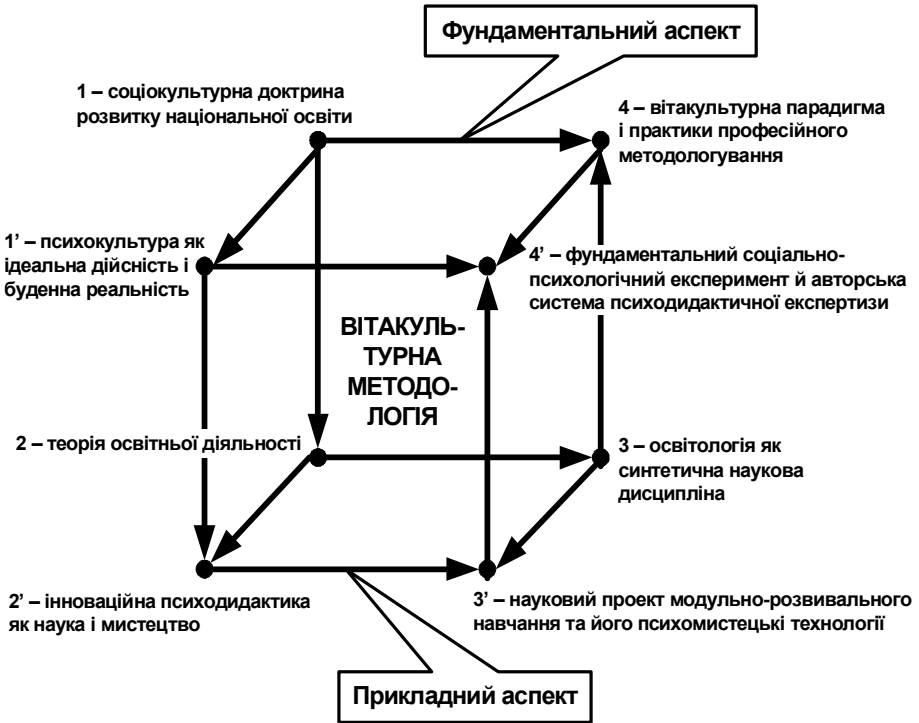 Фундаментальний аспект
1 – соціокультурна доктрина
розвитку національної освіти
4 – вітакультурна парадигма
і практики професійного
методологування
1’ – психокультура як
ідеальна дійсність і
буденна реальність
4’ – фундаментальний соціально-
психологічний експеримент й авторська
система психодидактичної експертизи
ВІТАКУЛЬ-
ТУРНА
МЕТОДО-
ЛОГІЯ
2 – теорія освітньої діяльності
3 – освітологія як
синтетична наукова
дисципліна
2’ – інноваційна психодидактика
як наука і мистецтво
3’ – науковий проект модульно-розвивального
навчання та його психомистецькі технології
Прикладний аспект